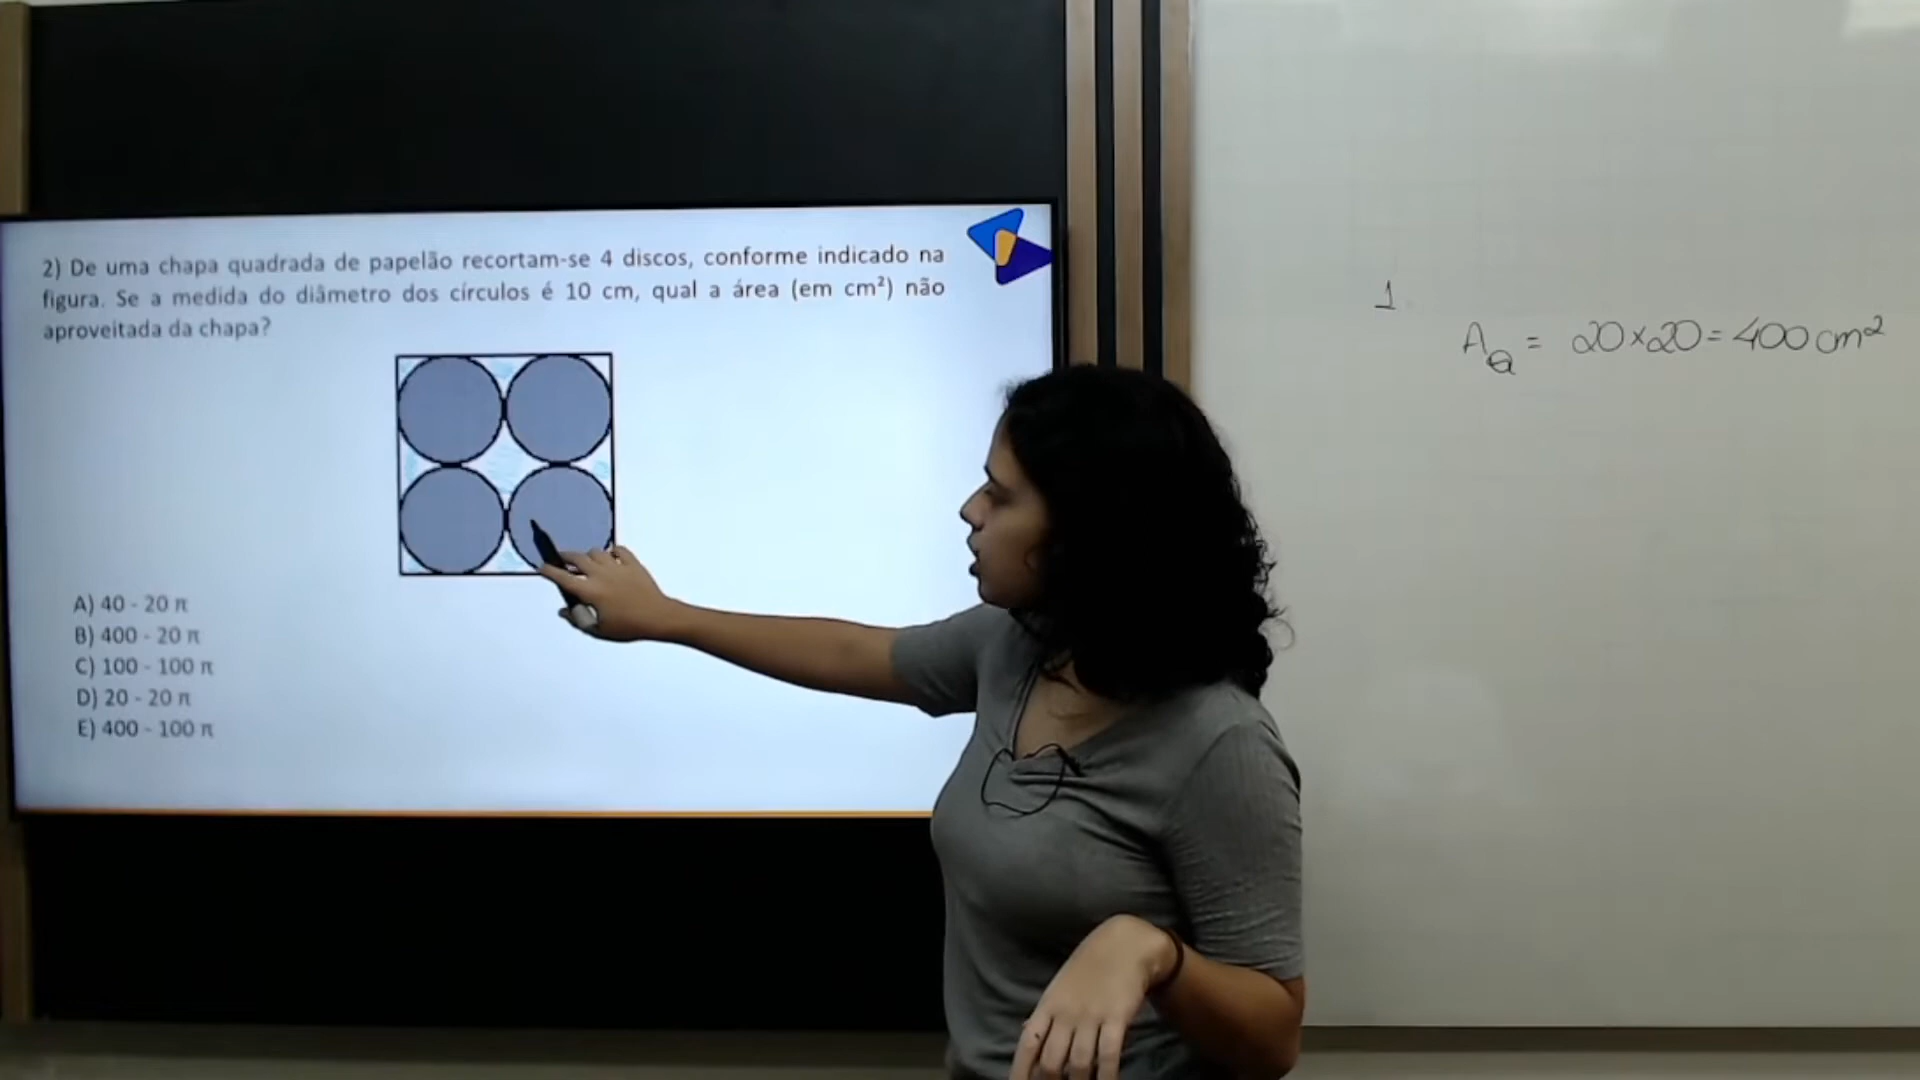 2) De uma chapa quadrada de papelão recortam-se 4 discos, conforme indicado na
figura. Se a medida do diâmetro dos círculos é 10 cm, qual a área (em cm²) não
aproveitada da chapa?
A) 40 - 20 π
B) 400 - 20 π
C) 100 - 100 π
D) 20 - 20 π
E) 400 - 100 π
1
A_Q = 20×20=400 cm²